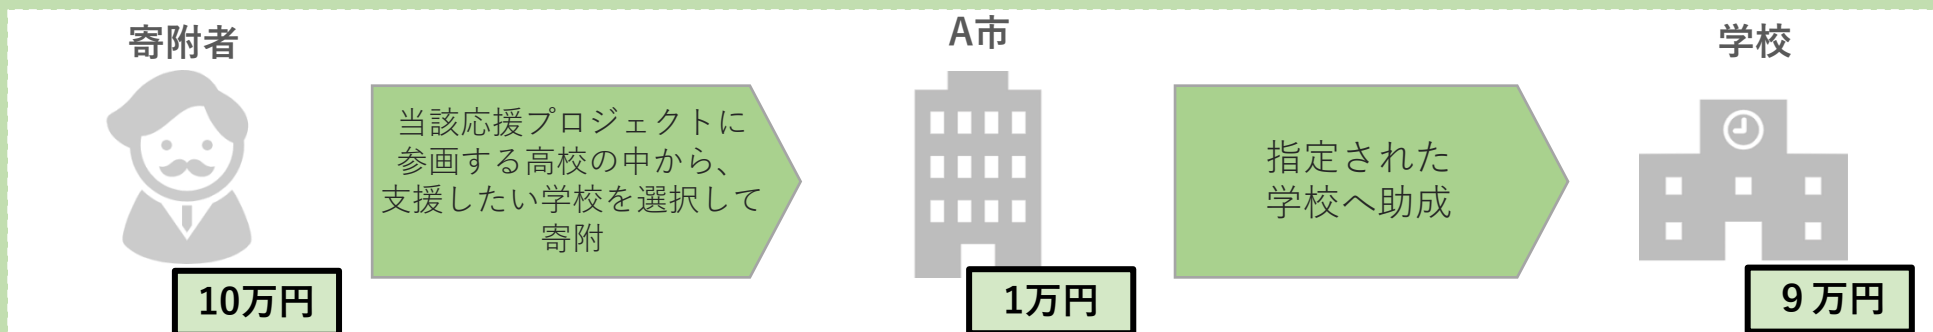 寄附者
A市
学校
当該応援プロジェクトに
参画する高校の中から、
支援したい学校を選択して
寄附
指定された
学校へ助成
10万円
1万円
９万円